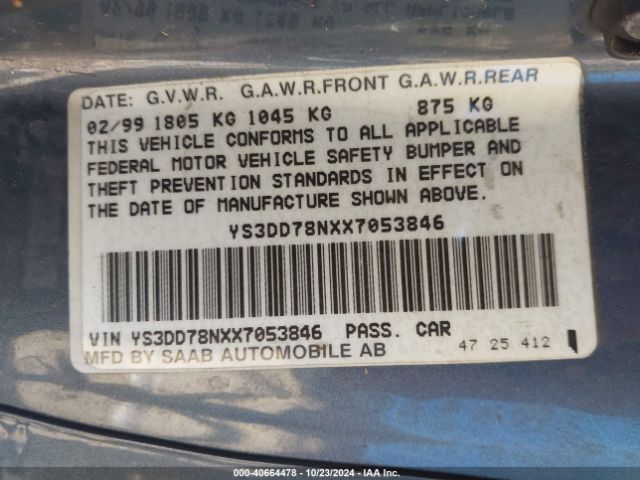 DATE: G.V.W.R. G.A.W.R.FRONT G.A.W.R.REAR
02/99 1805 KG 1045 KG 875 KG
THIS VEHICLE CONFORMS TO ALL APPLICABLE
FEDERAL MOTOR VEHICLE SAFETY BUMPER AND
THEFT PREVENTION STANDARDS IN EFFECT ON
THE DATE OF MANUFACTURE SHOWN ABOVE.
YS3DD78NXX7053846
VIN YS3DD78NXX7053846 PASS. CAR
MFD BY SAAB AUTOMOBILE AB 47 25 412
000-40664478 - 10/23/2024 - IAA Inc.